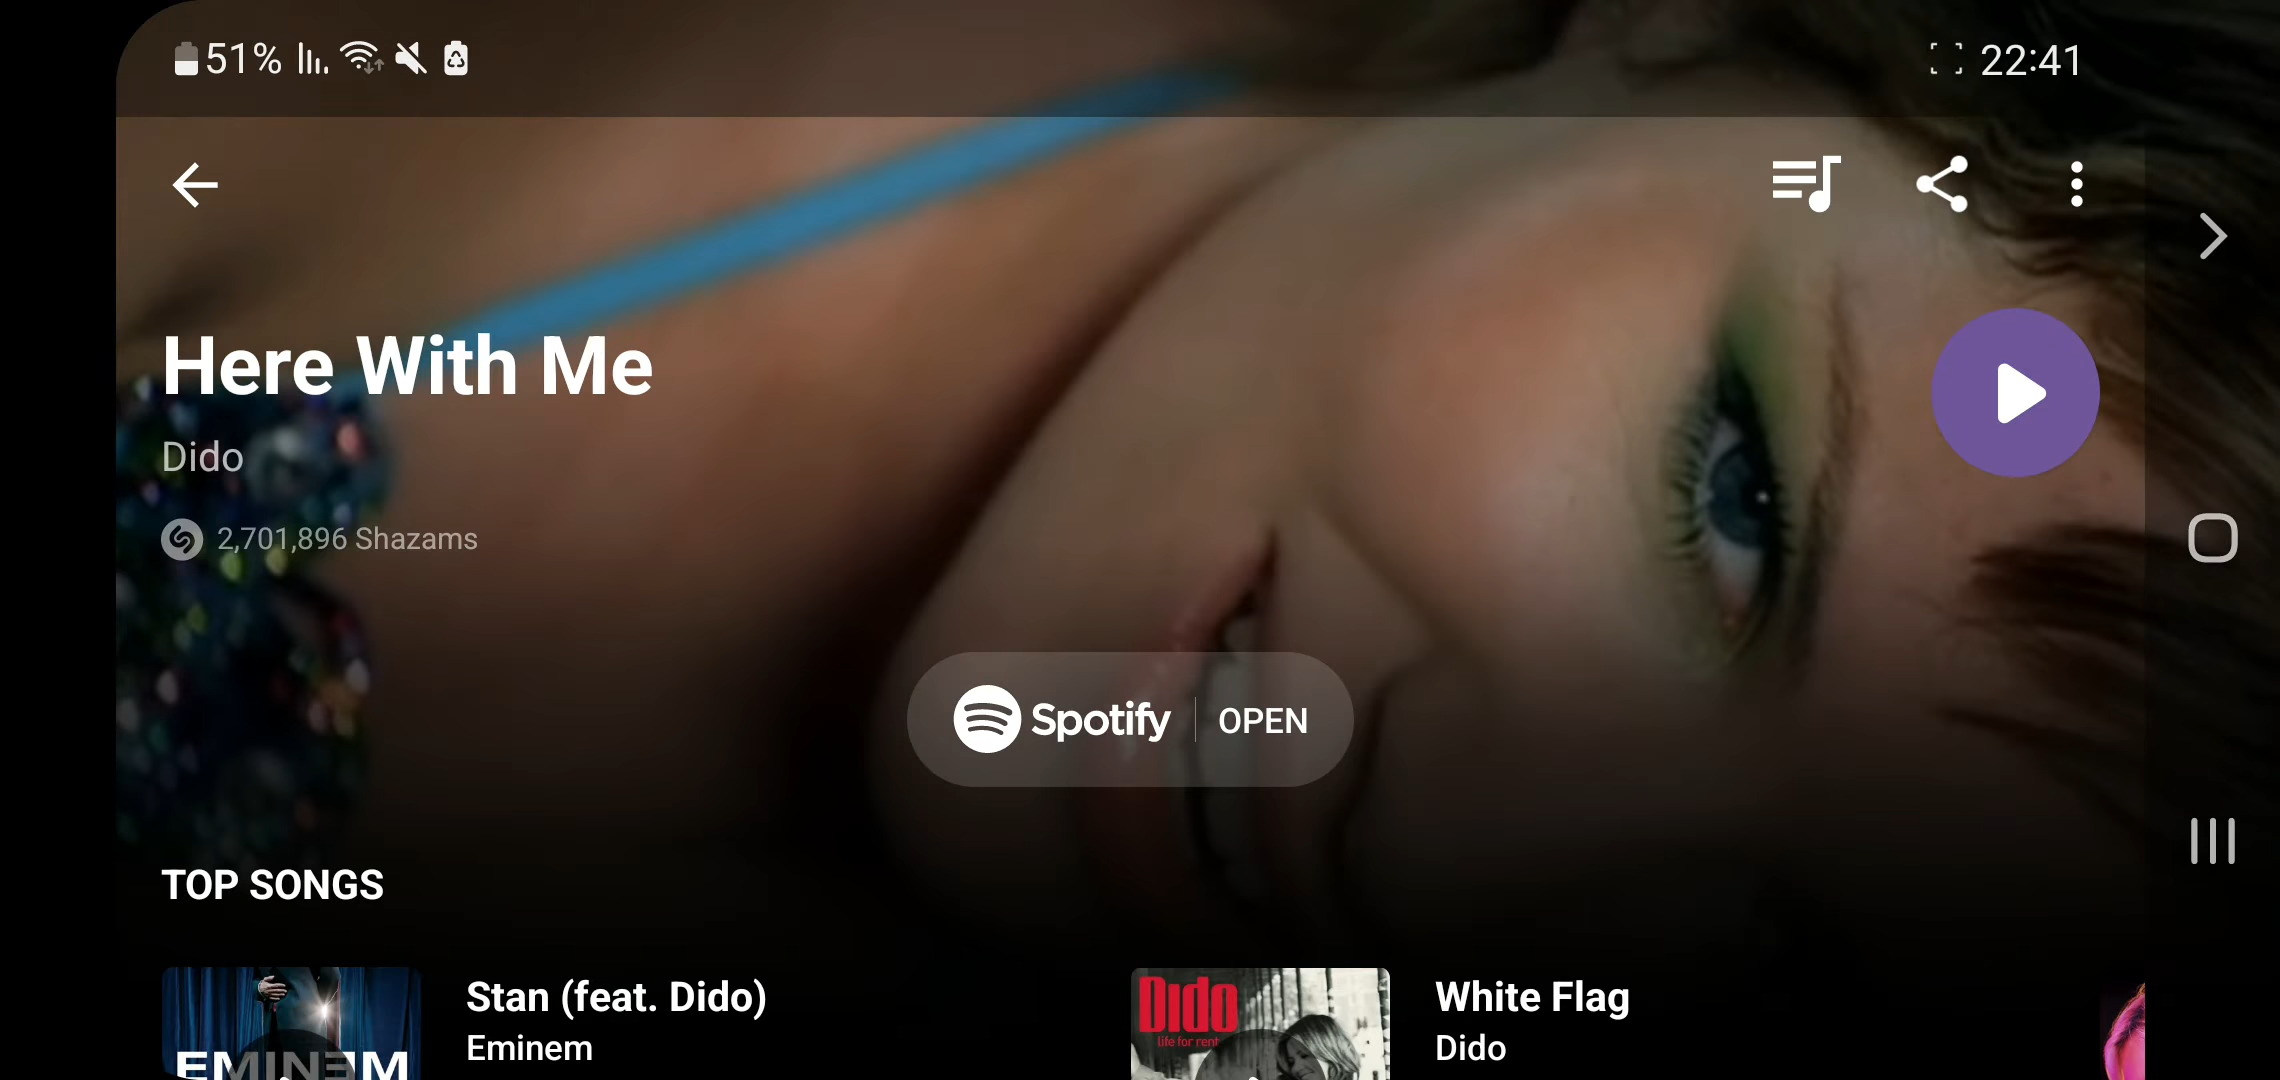 51%
22:41
Here With Me
Dido
2,701,896 Shazams
Spotify OPEN
TOP SONGS
EMINƎM
Stan (feat. Dido)
Eminem
Dido
life for rent
White Flag
Dido